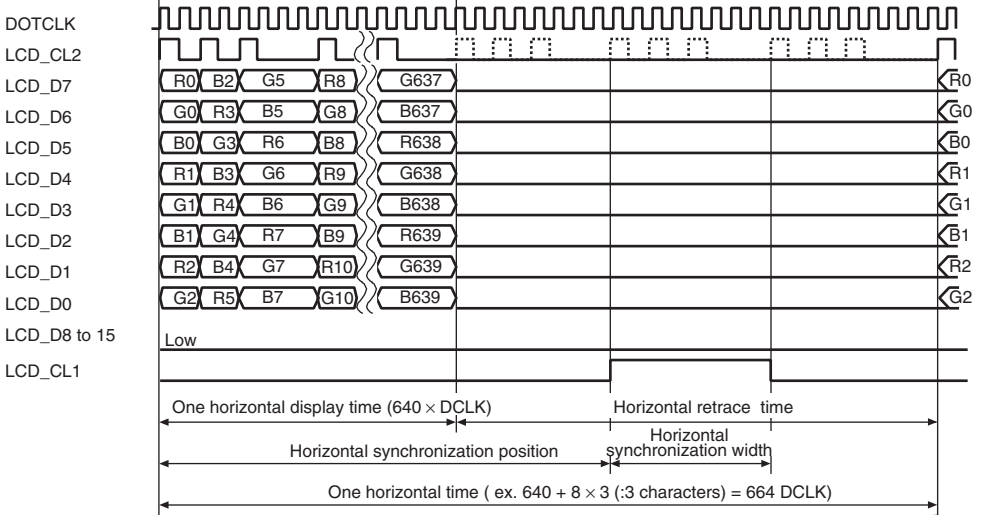 DOTCLK
LCD_CL2
LCD_D7 R0 B2 G5 R8 G637 R0
LCD_D6 G0 R3 B5 G8 B637 G0
LCD_D5 B0 G3 R6 B8 R638 B0
LCD_D4 R1 B3 G6 R9 G638 R1
LCD_D3 G1 R4 B6 G9 B638 G1
LCD_D2 B1 G4 R7 B9 R639 B1
LCD_D1 R2 B4 G7 R10 G639 R2
LCD_D0 G2 R5 B7 G10 B639 G2
LCD_D8 to 15 Low
LCD_CL1
One horizontal display time (640 × DCLK) Horizontal retrace time
Horizontal synchronization position Horizontal
synchronization width
One horizontal time ( ex. 640 + 8 × 3 (:3 characters) = 664 DCLK)